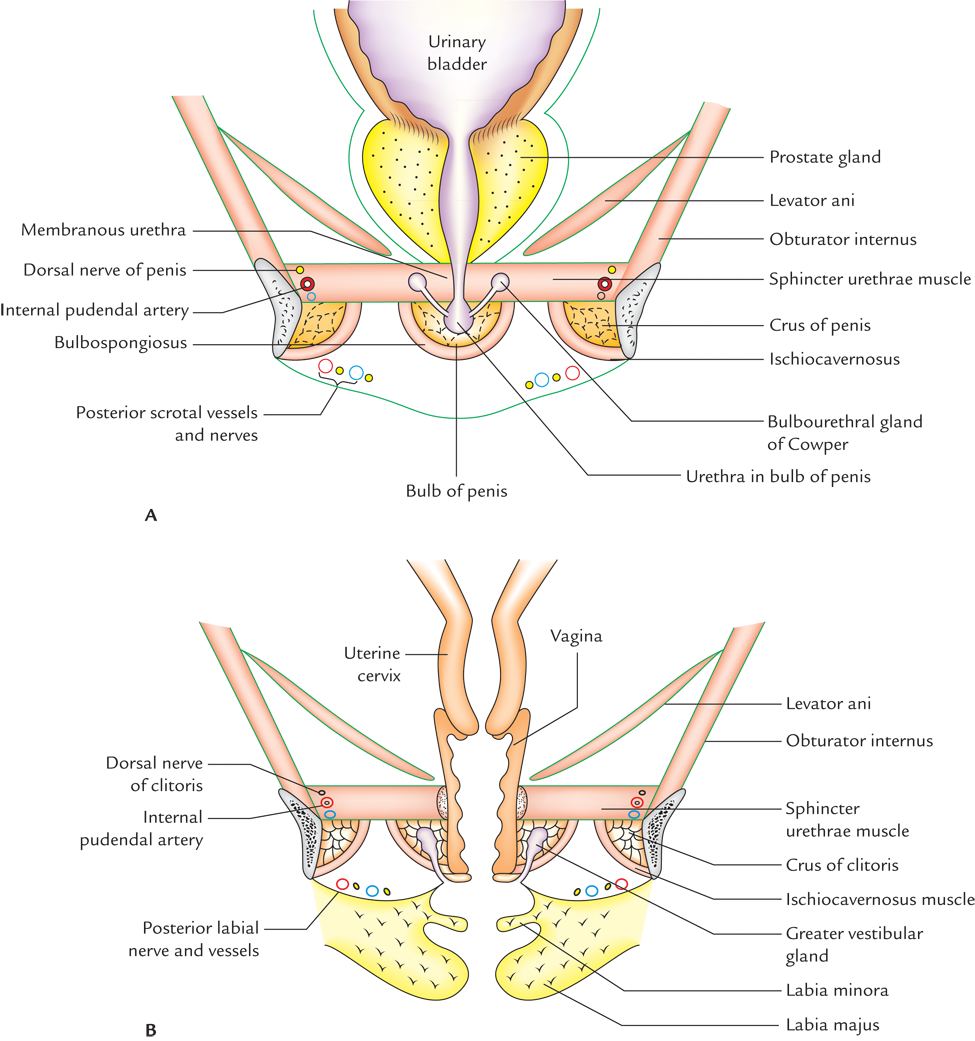 Urinary
bladder
Prostate gland
Levator ani
Membranous urethra
Obturator internus
Dorsal nerve of penis
Sphincter urethrae muscle
Internal pudendal artery
Crus of penis
Bulbospongiosus
Ischiocavernosus
Posterior scrotal vessels
and nerves
Bulbourethral gland
of Cowper
Urethra in bulb of penis
Bulb of penis
A
Vagina
Uterine
cervix
Levator ani
Obturator internus
Dorsal nerve
of clitoris
Internal
pudendal artery
Sphincter
urethrae muscle
Crus of clitoris
Ischiocavernosus muscle
Posterior labial
nerve and vessels
Greater vestibular
gland
Labia minora
Labia majus
B